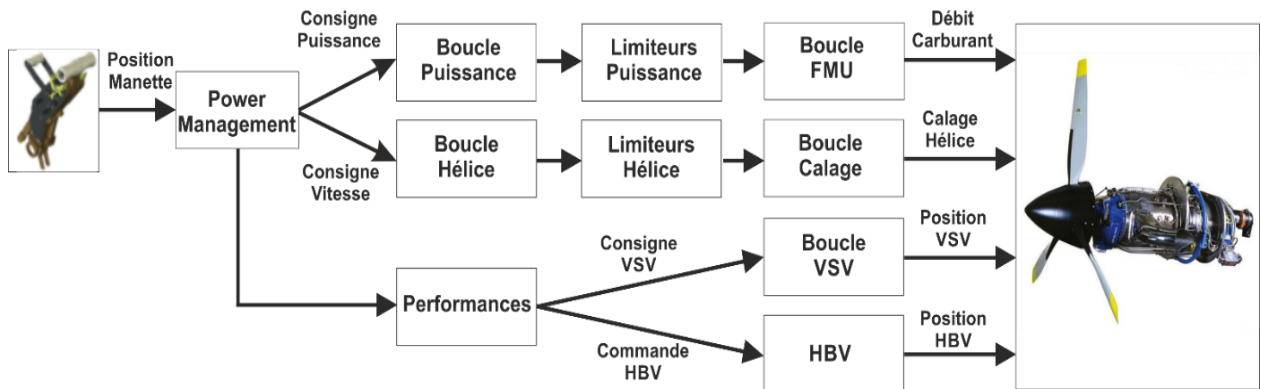 Position
Manette
Power
Management
Consigne
Puissance
Boucle
Puissance
Limiteurs
Puissance
Boucle
FMU
Débit
Carburant
Consigne
Vitesse
Boucle
Hélice
Limiteurs
Hélice
Boucle
Calage
Calage
Hélice
Performances
Consigne
VSV
Boucle
VSV
Position
VSV
Commande
HBV
HBV
Position
HBV